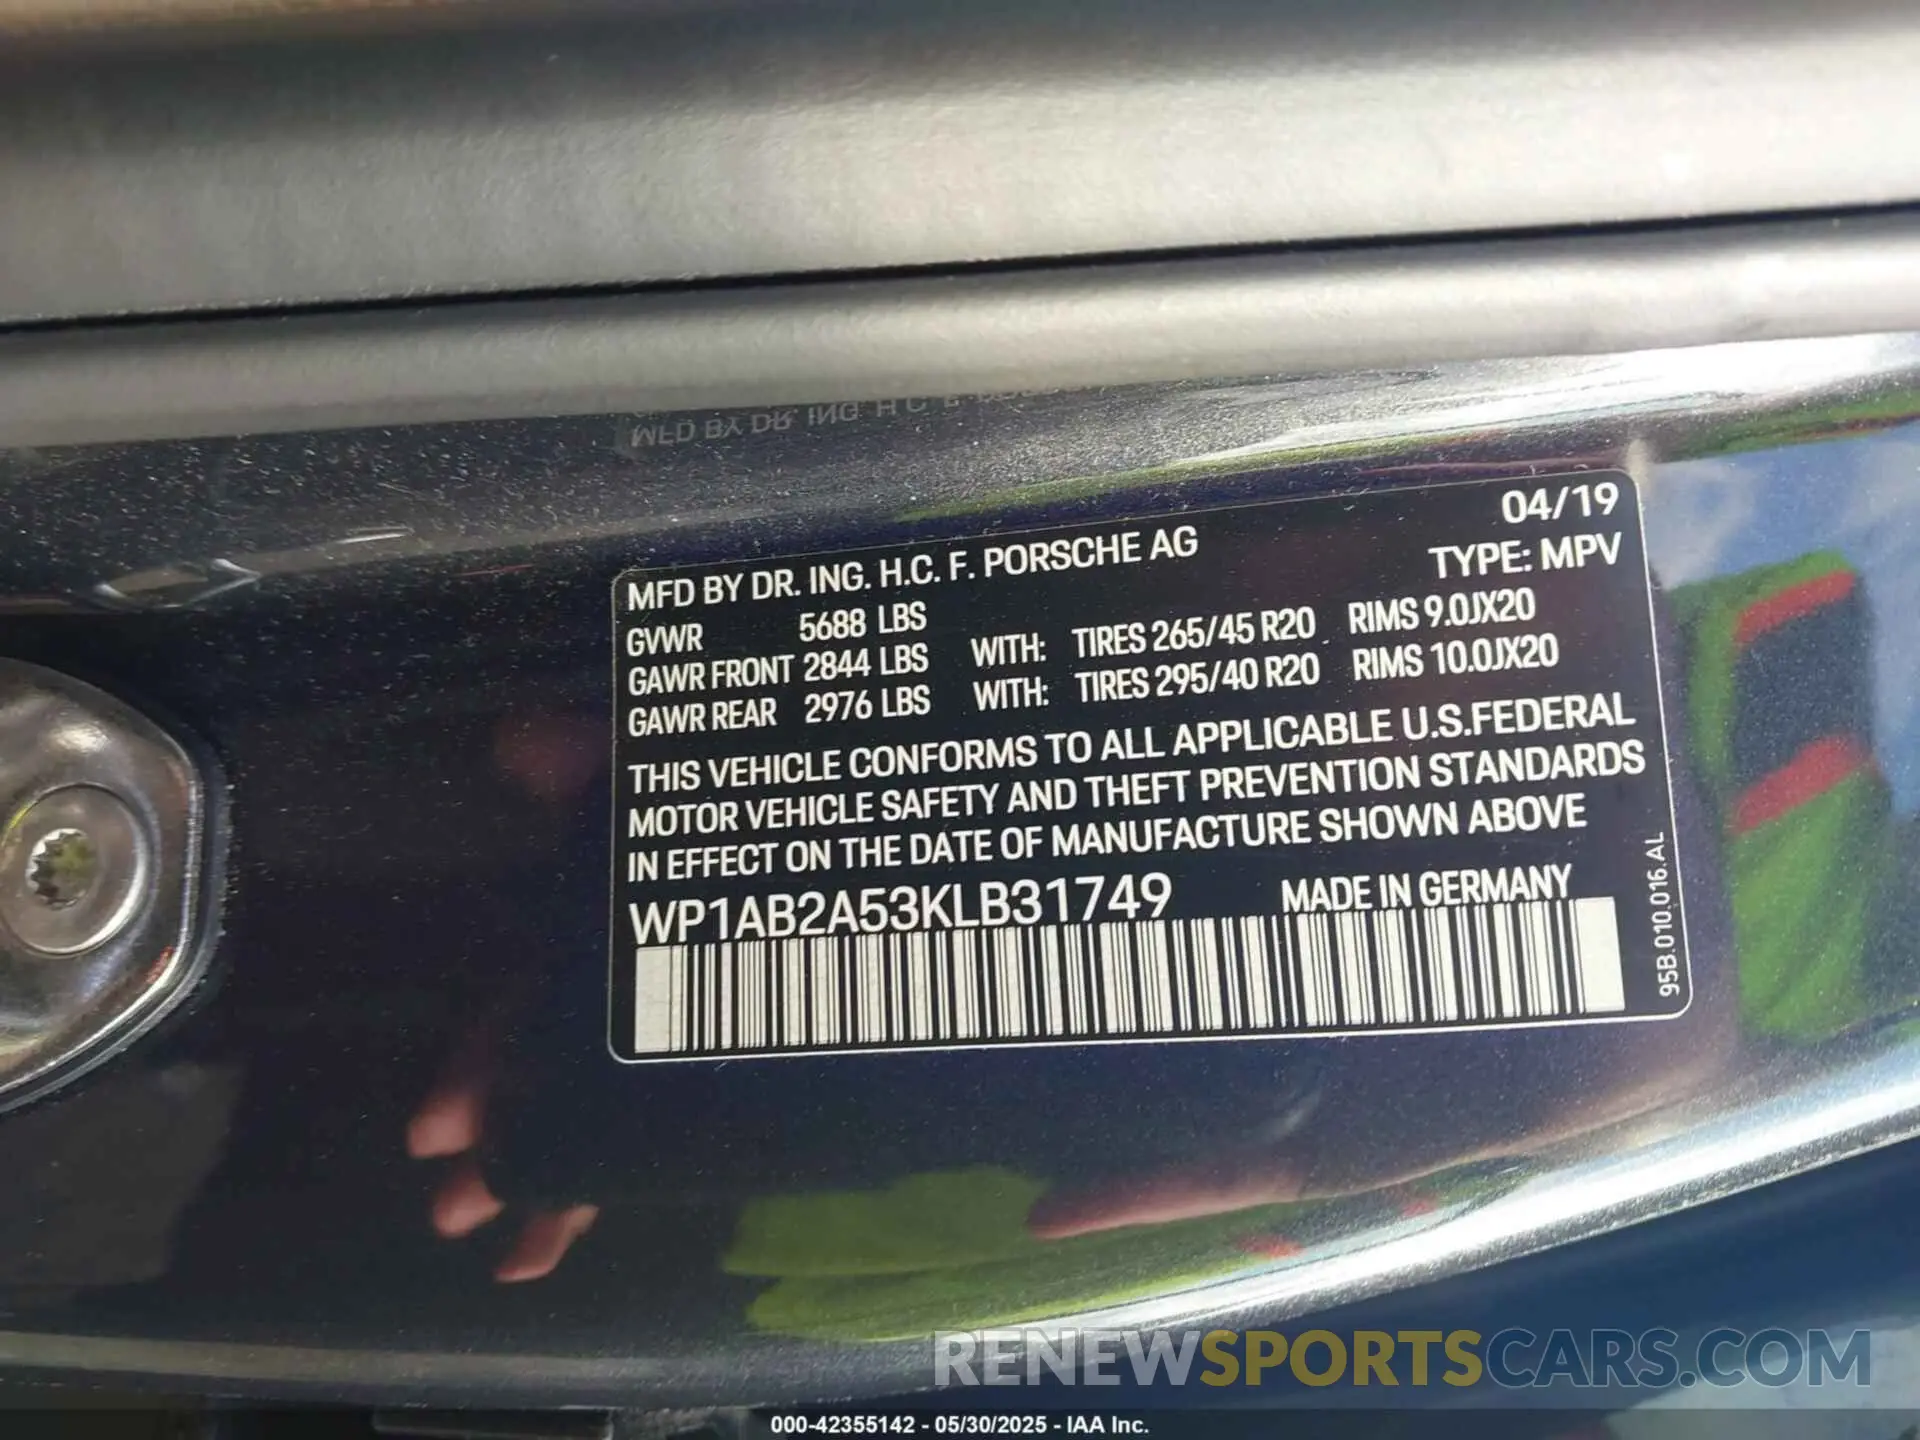 MFD BY DR. ING. H.C. F.
04/19
MFD BY DR. ING. H.C. F. PORSCHE AG
TYPE: MPV
GVWR 5688 LBS
GAWR FRONT 2844 LBS WITH: TIRES 265/45 R20 RIMS 9.0JX20
GAWR REAR 2976 LBS WITH: TIRES 295/40 R20 RIMS 10.0JX20
THIS VEHICLE CONFORMS TO ALL APPLICABLE U.S.FEDERAL
MOTOR VEHICLE SAFETY AND THEFT PREVENTION STANDARDS
IN EFFECT ON THE DATE OF MANUFACTURE SHOWN ABOVE
WP1AB2A53KLB31749 MADE IN GERMANY
95B.010.016.AL
RENEWSPORTSCARS.COM
000-42355142 - 05/30/2025 - IAA Inc.